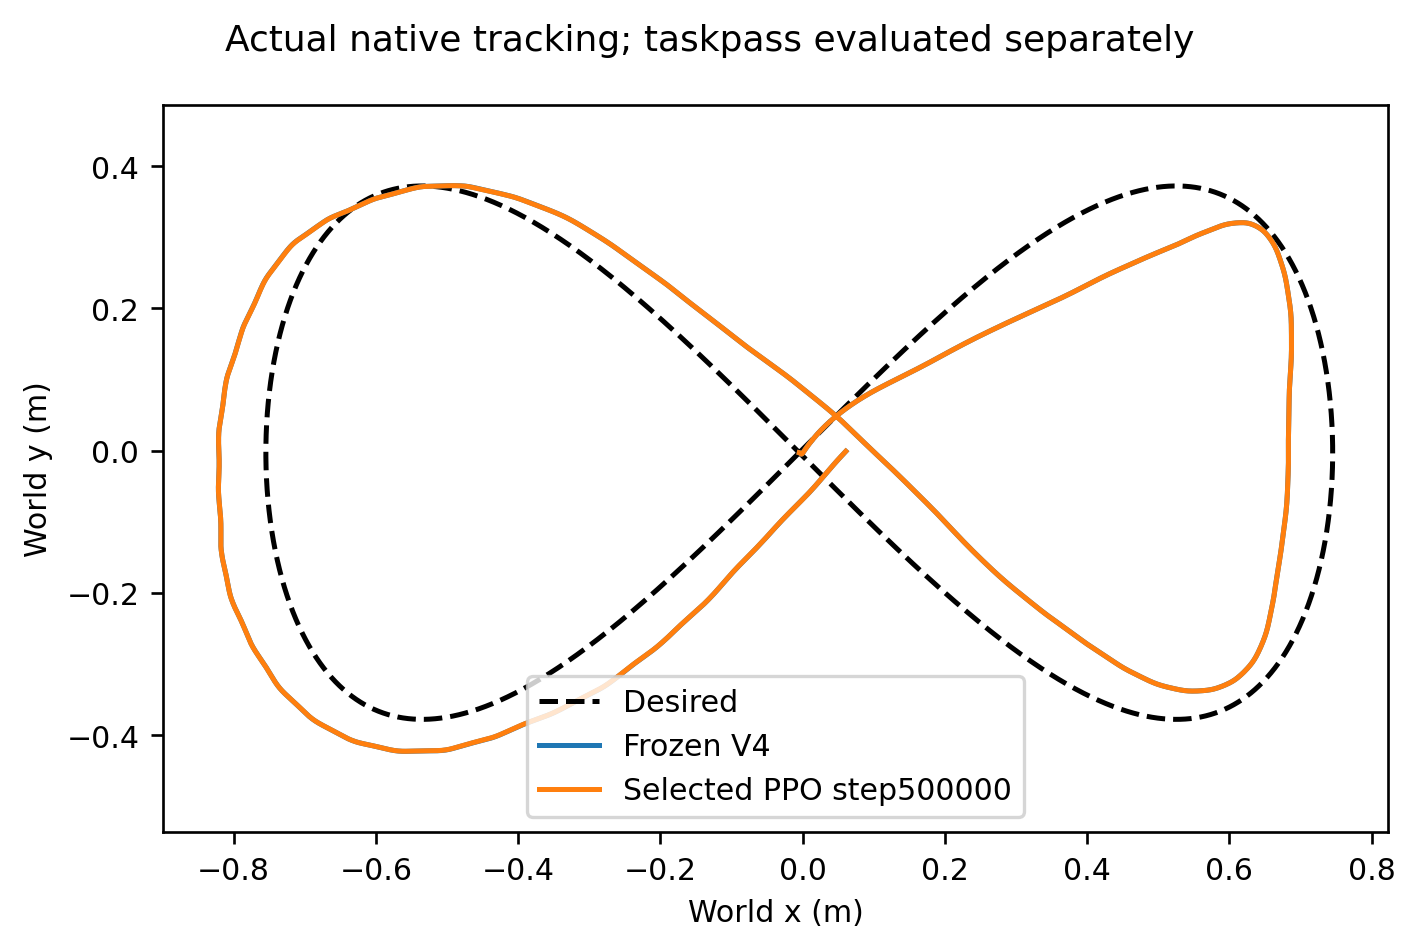 Actual native tracking; taskpass evaluated separately
0.4
0.2
0.0
−0.2
−0.4
World y (m)
Desired
Frozen V4
Selected PPO step500000
−0.8 −0.6 −0.4 −0.2 0.0 0.2 0.4 0.6 0.8
World x (m)